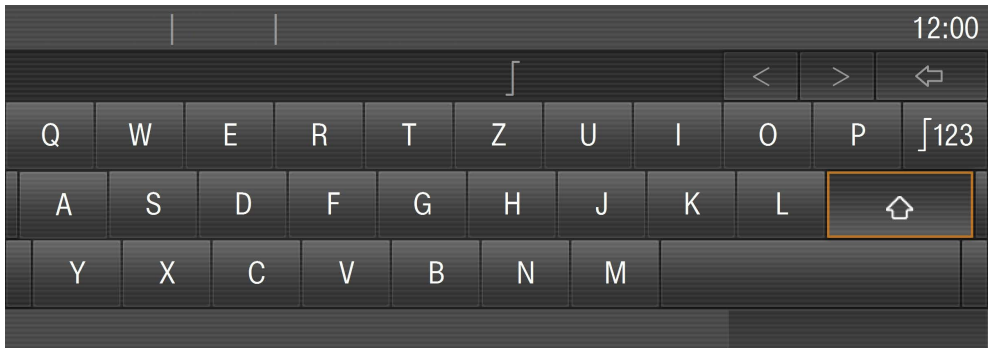 12:00
< >
Q W E R T Z U I O P ⌠123
A S D F G H J K L
Y X C V B N M